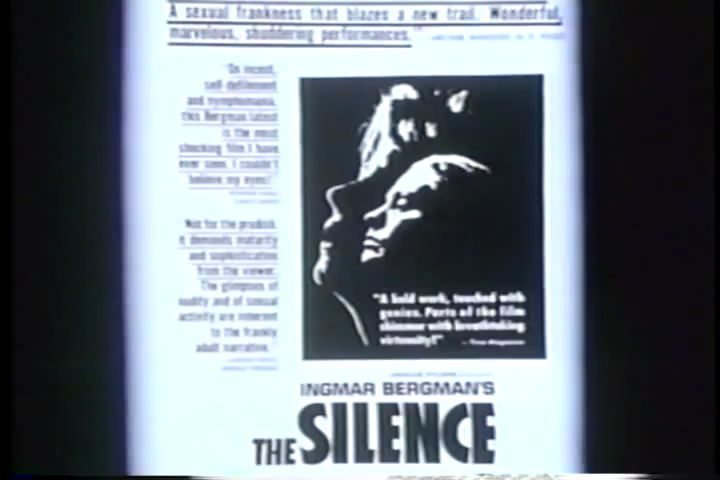 A sexual frankness that blazes a new trail. Wonderful,
marvelous, shuddering performances."
"On incest,
self-defilement
and nymphomania,
this Bergman latest
is the most
shocking film I have
ever seen. I couldn't
believe my eyes!"
Not for the prudish.
It demands maturity
and sophistication
from the viewer.
The glimpses of
nudity and of sexual
activity are inherent
to the frankly
adult narrative."
"A bold work, touched with
genius. Parts of the film
shimmer with breathtaking
virtuosity!" — Time Magazine
INGMAR BERGMAN'S
THE SILENCE